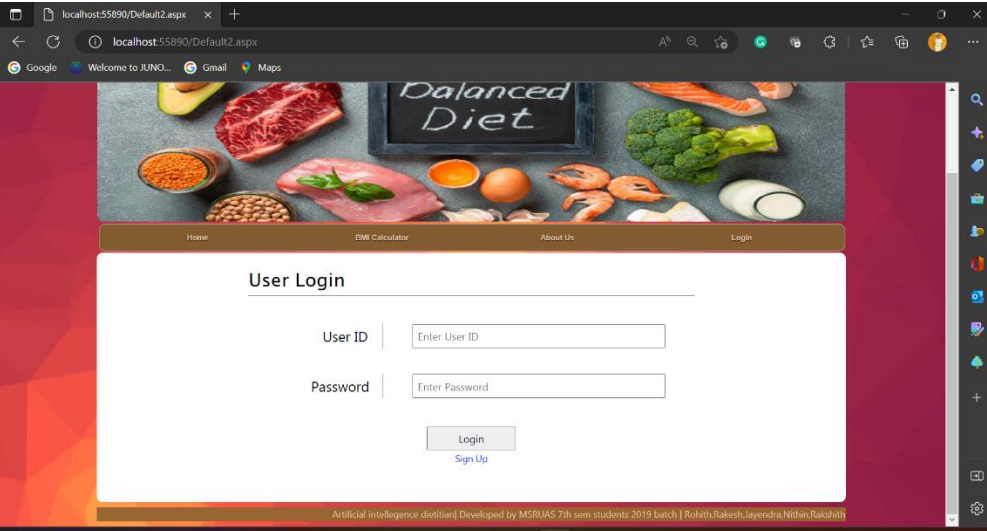 localhost:55890/Default2.aspx
localhost:55890/Default2.aspx
Google Welcome to JUNO... Gmail Maps
Balanced
Diet
Home BMI Calculator About Us Login
User Login
User ID Enter User ID
Password Enter Password
Login
Sign Up
Artificial intellegence dietitian| Developed by MSRUAS 7th sem students 2019 batch | Rohith,Rakesh,Jayendra,Nithin,Rakshith